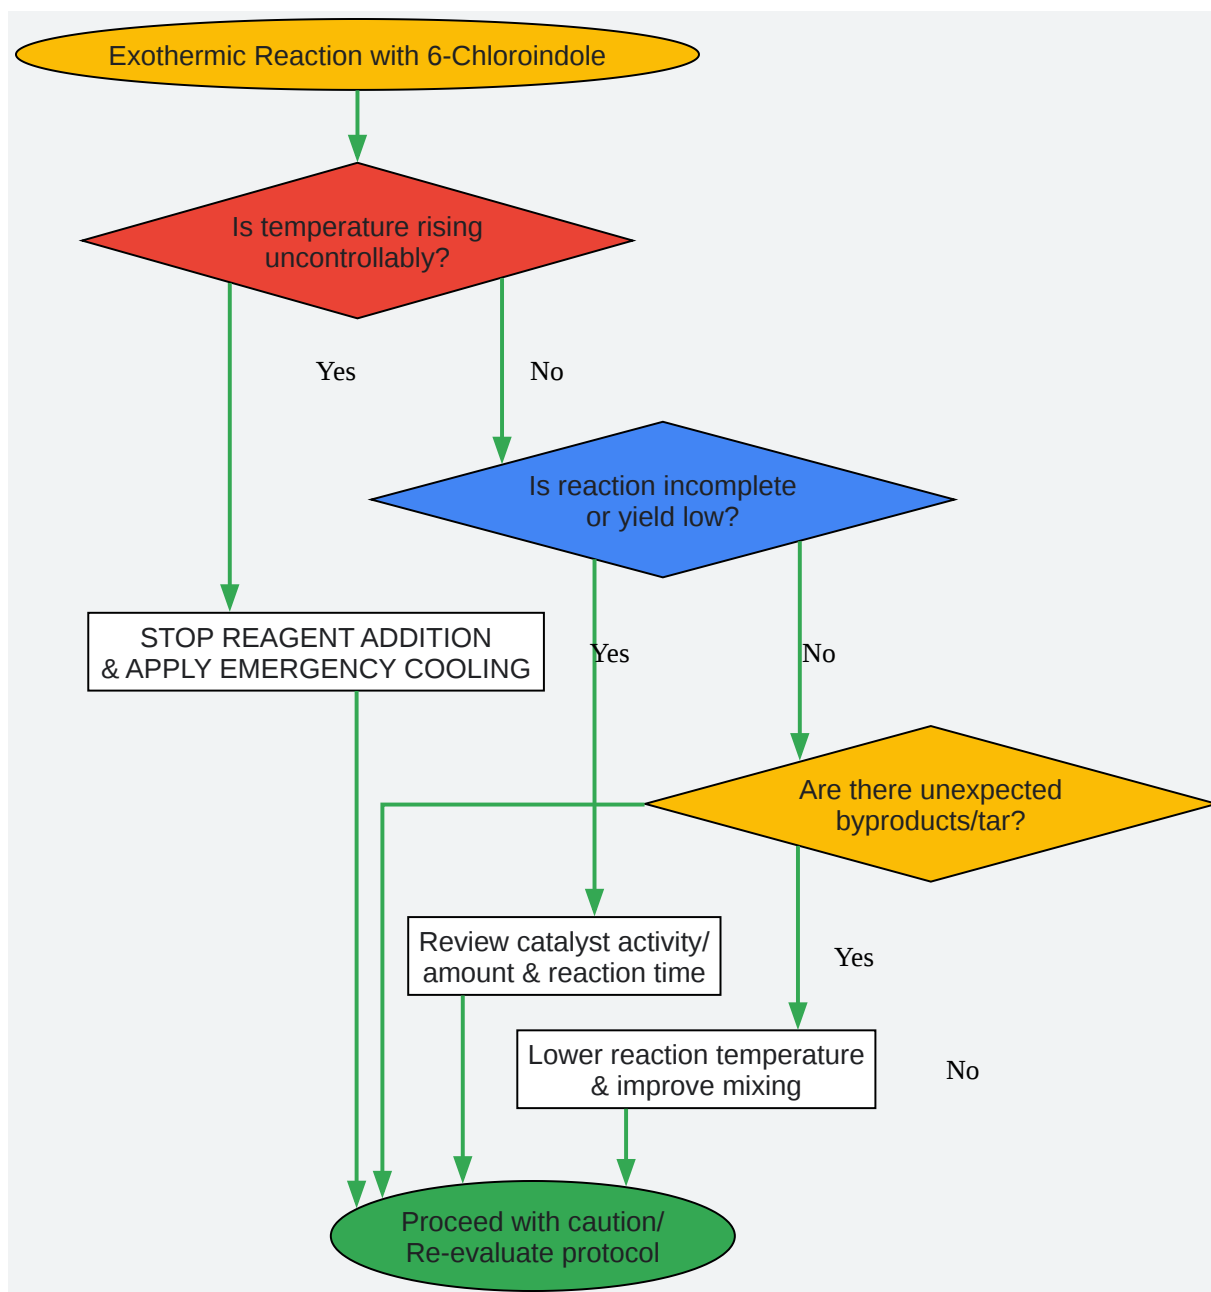 Exothermic Reaction with 6-Chloroindole
Is temperature rising
uncontrollably?
Yes
No
Is reaction incomplete
or yield low?
STOP REAGENT ADDITION
& APPLY EMERGENCY COOLING
Yes
No
Are there unexpected
byproducts/tar?
Review catalyst activity/
amount & reaction time
Yes
Lower reaction temperature
& improve mixing
No
Proceed with caution/
Re-evaluate protocol